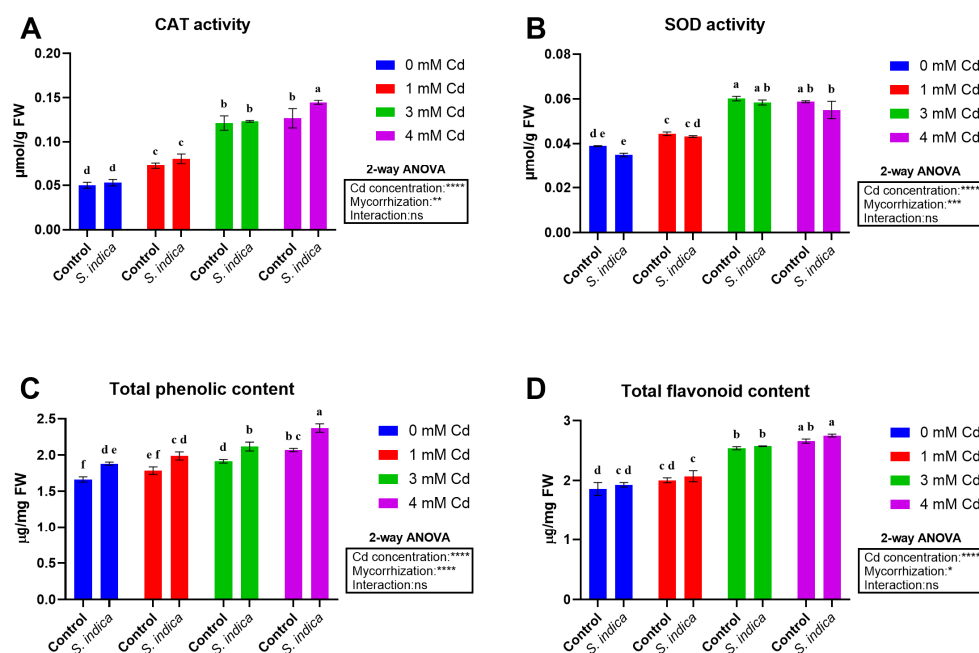 A
CAT activity
µmol/g FW
0.20
0.15
0.10
0.05
0.00
d d c c b b b a
Control S. indica Control S. indica Control S. indica Control S. indica
0 mM Cd
1 mM Cd
3 mM Cd
4 mM Cd
2-way ANOVA
Cd concentration:****
Mycorrhization:**
Interaction:ns
B
SOD activity
µmol/g FW
0.08
0.06
0.04
0.02
0.00
d e e c c d a a b a b b
Control S. indica Control S. indica Control S. indica Control S. indica
0 mM Cd
1 mM Cd
3 mM Cd
4 mM Cd
2-way ANOVA
Cd concentration:****
Mycorrhization:***
Interaction:ns
C
Total phenolic content
µg/mg FW
2.5
2.0
1.5
1.0
0.5
0.0
f d e e f c d d b b c a
Control S. indica Control S. indica Control S. indica Control S. indica
0 mM Cd
1 mM Cd
3 mM Cd
4 mM Cd
2-way ANOVA
Cd concentration:****
Mycorrhization:****
Interaction:ns
D
Total flavonoid content
µg/mg FW
3
2
1
0
d c d c d c b b a b a
Control S. indica Control S. indica Control S. indica Control S. indica
0 mM Cd
1 mM Cd
3 mM Cd
4 mM Cd
2-way ANOVA
Cd concentration:****
Mycorrhization:*
Interaction:ns